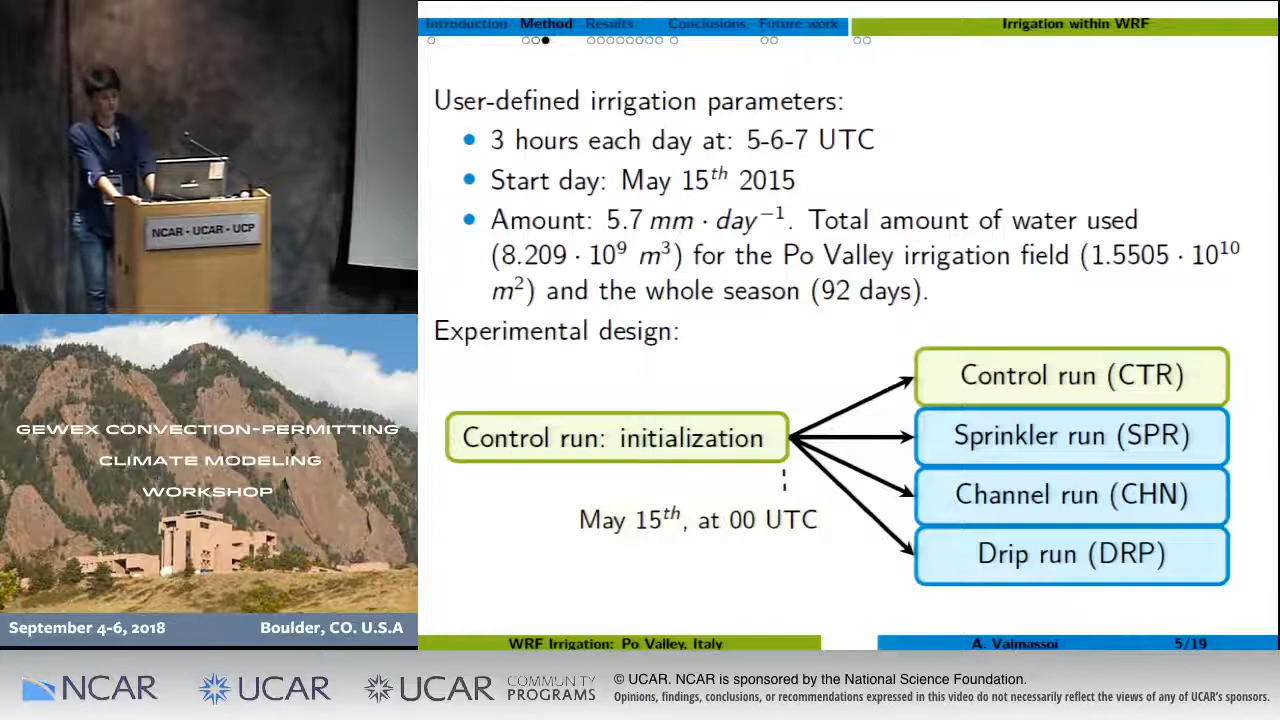 Introduction Method Results Conclusions Future work
Irrigation within WRF
User-defined irrigation parameters:
3 hours each day at: 5-6-7 UTC
Start day: May 15th 2015
Amount: 5.7 mm · day−1. Total amount of water used
(8.209 · 10⁹ m³) for the Po Valley irrigation field (1.5505 · 10¹⁰
m²) and the whole season (92 days).
Experimental design:
Control run: initialization
May 15th, at 00 UTC
Control run (CTR)
Sprinkler run (SPR)
Channel run (CHN)
Drip run (DRP)
WRF Irrigation: Po Valley, Italy
A. Valmassoi
5/19
NCAR - UCAR - UCP
GEWEX CONVECTION-PERMITTING
CLIMATE MODELING
WORKSHOP
September 4-6, 2018
Boulder, CO. U.S.A
NCAR
UCAR
UCAR
COMMUNITY
PROGRAMS
© UCAR. NCAR is sponsored by the National Science Foundation.
Opinions, findings, conclusions, or recommendations expressed in this video do not necessarily reflect the views of any of UCAR's sponsors.